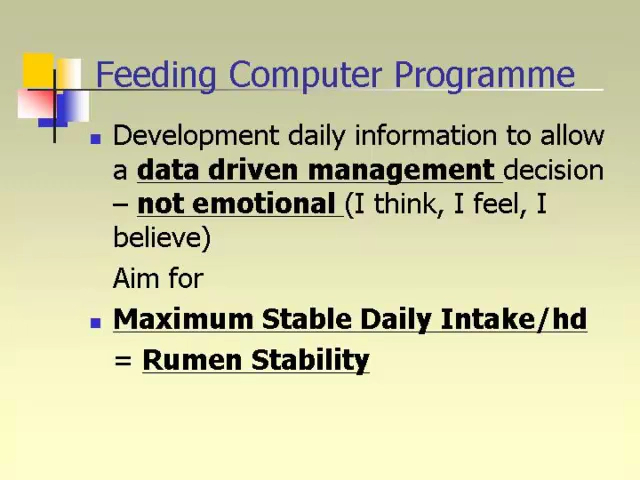 Feeding Computer Programme
Development daily information to allow
a data driven management decision
– not emotional (I think, I feel, I
believe)
Aim for
Maximum Stable Daily Intake/hd
= Rumen Stability